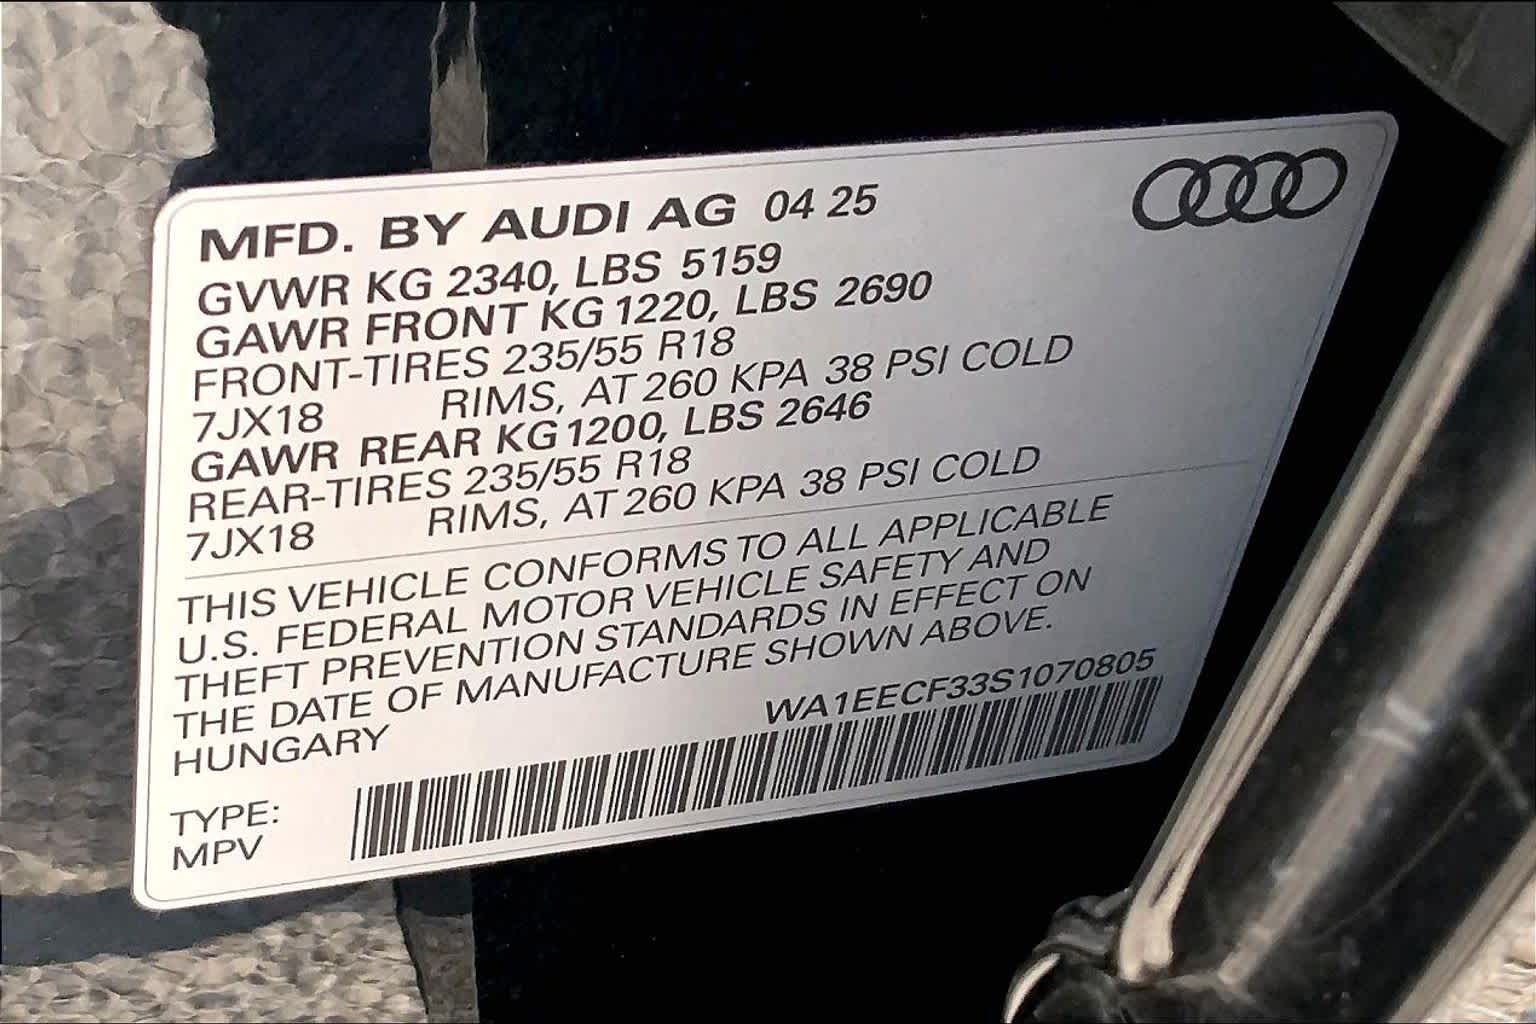 MFD. BY AUDI AG 04 25
GVWR KG 2340, LBS 5159
GAWR FRONT KG 1220, LBS 2690
FRONT-TIRES 235/55 R18
7JX18 RIMS, AT 260 KPA 38 PSI COLD
GAWR REAR KG 1200, LBS 2646
REAR-TIRES 235/55 R18
7JX18 RIMS, AT 260 KPA 38 PSI COLD
THIS VEHICLE CONFORMS TO ALL APPLICABLE
U.S. FEDERAL MOTOR VEHICLE SAFETY AND
THEFT PREVENTION STANDARDS IN EFFECT ON
THE DATE OF MANUFACTURE SHOWN ABOVE.
HUNGARY
WA1EECF33S1070805
TYPE:
MPV